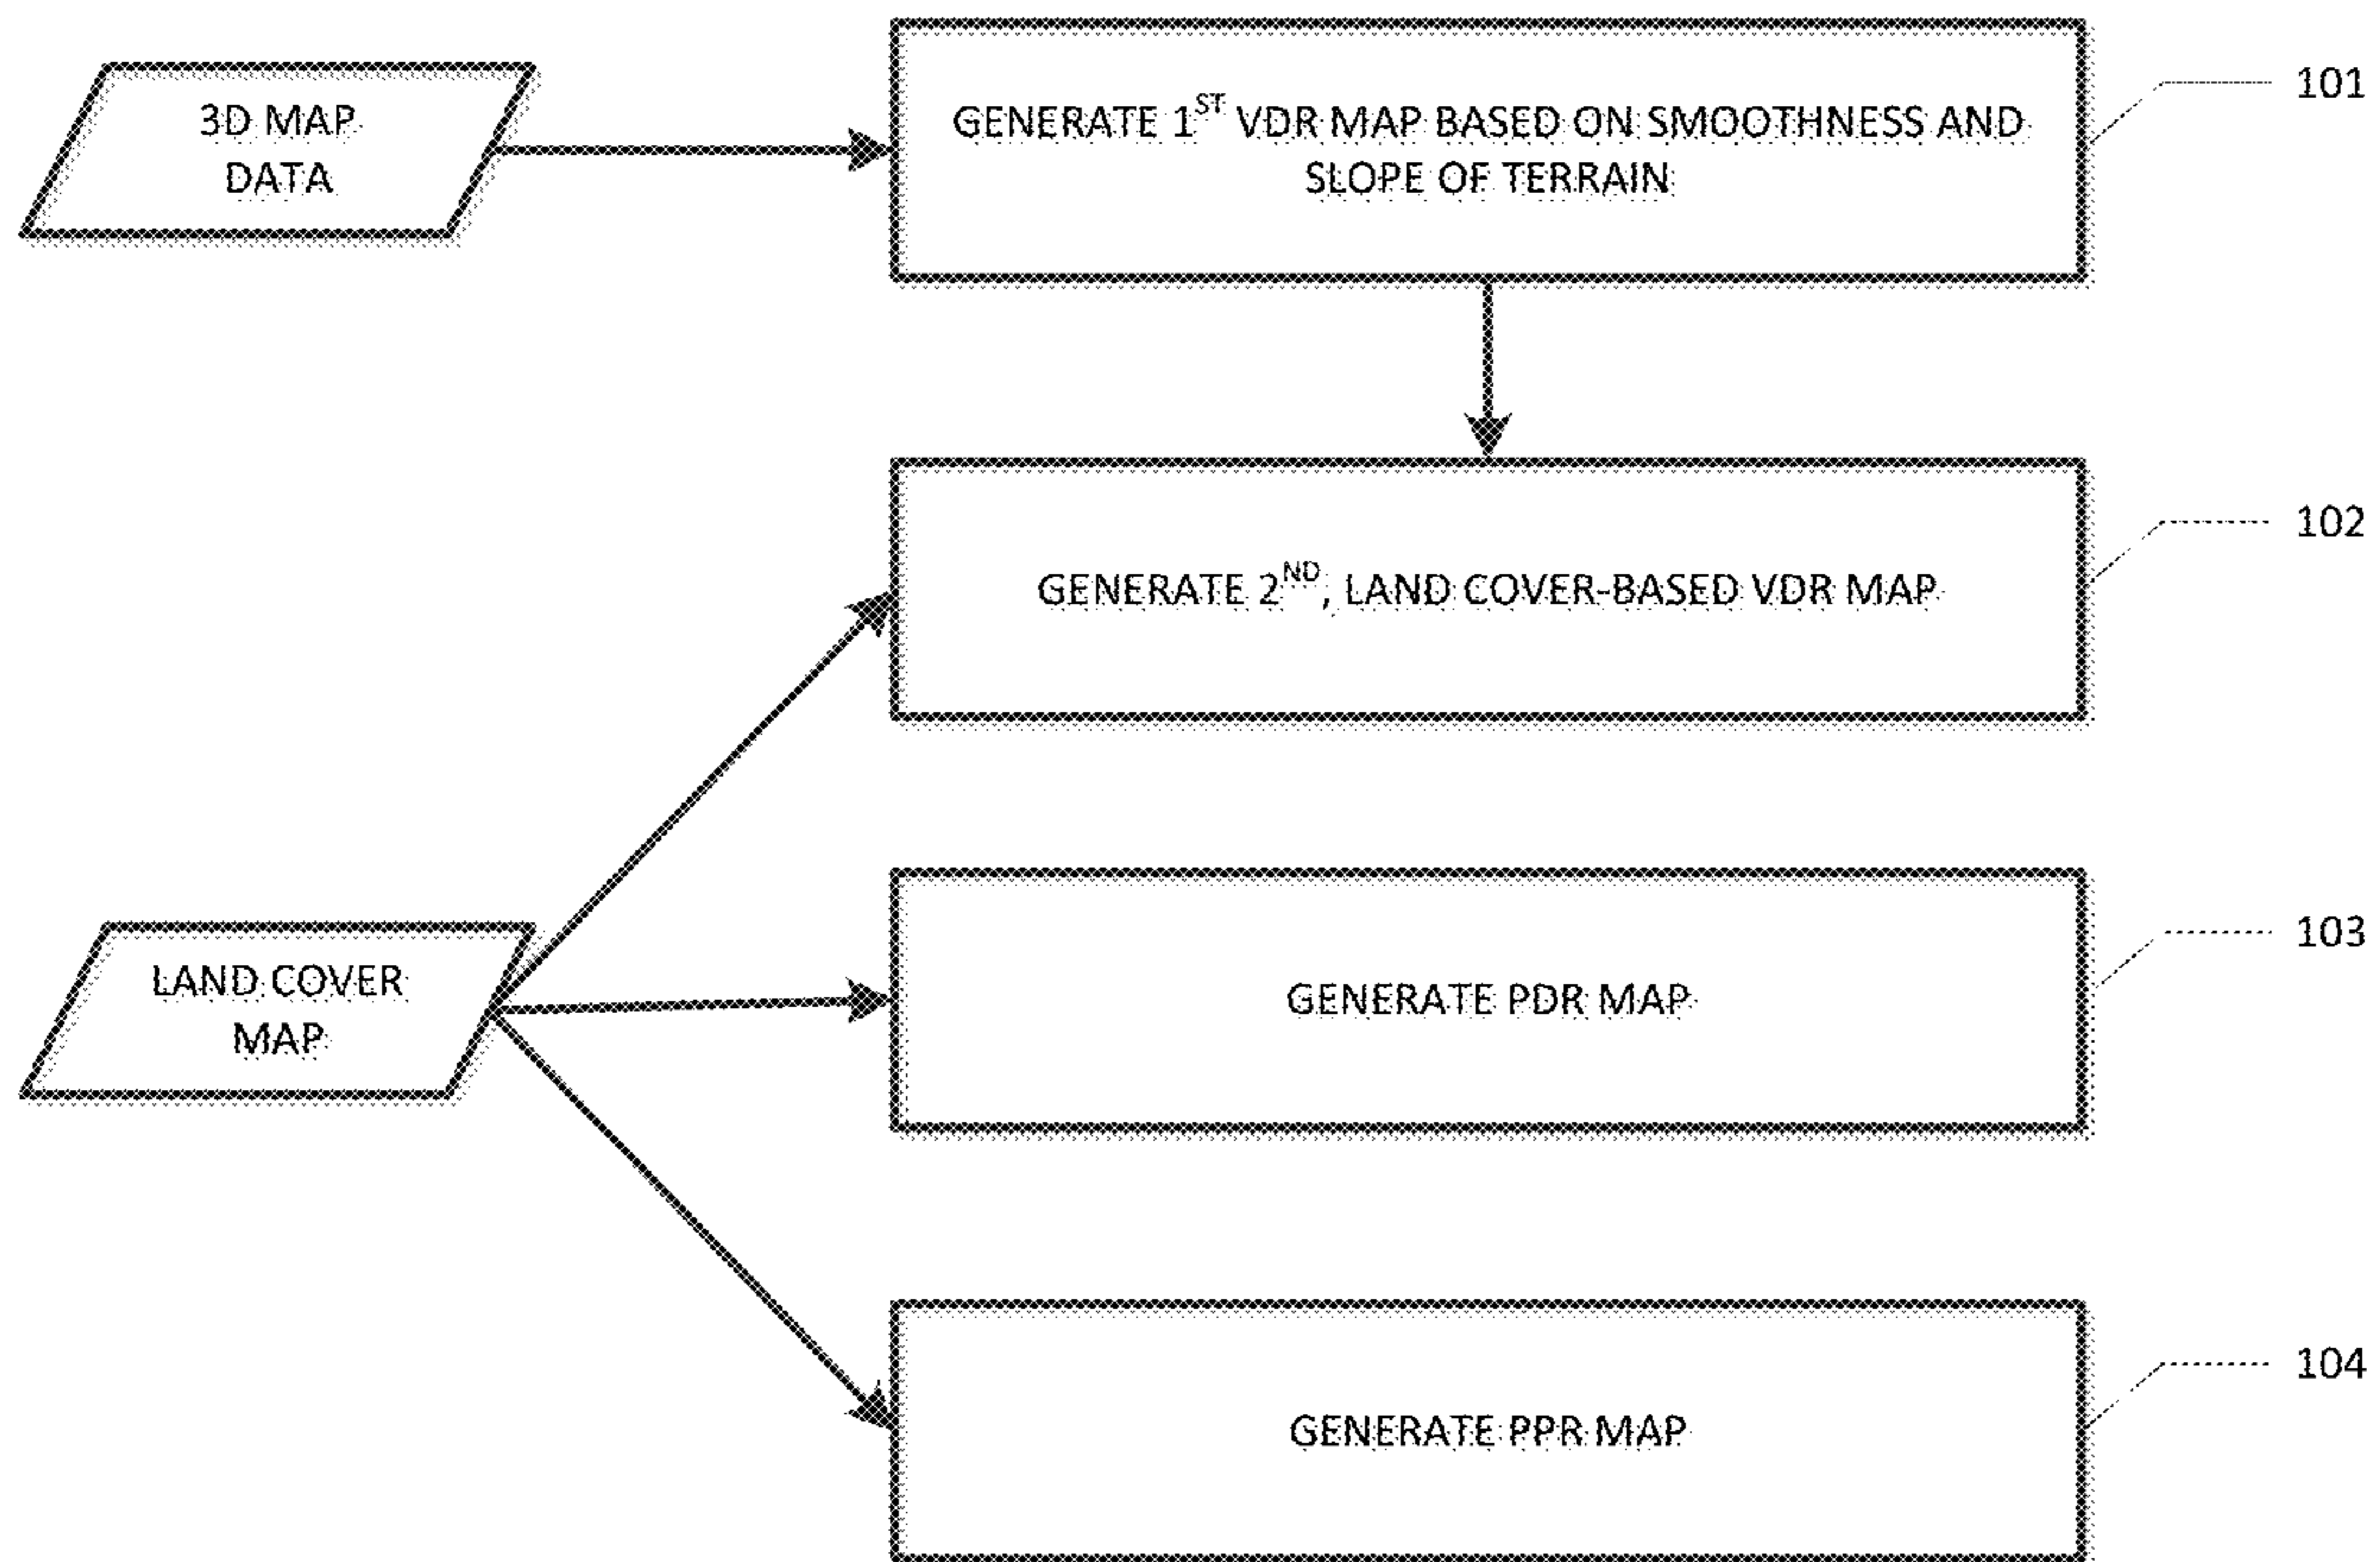 3D MAP
DATA
GENERATE 1ST VDR MAP BASED ON SMOOTHNESS AND
SLOPE OF TERRAIN
101
GENERATE 2ND, LAND COVER-BASED VDR MAP
102
LAND COVER
MAP
GENERATE PDR MAP
103
GENERATE PPR MAP
104